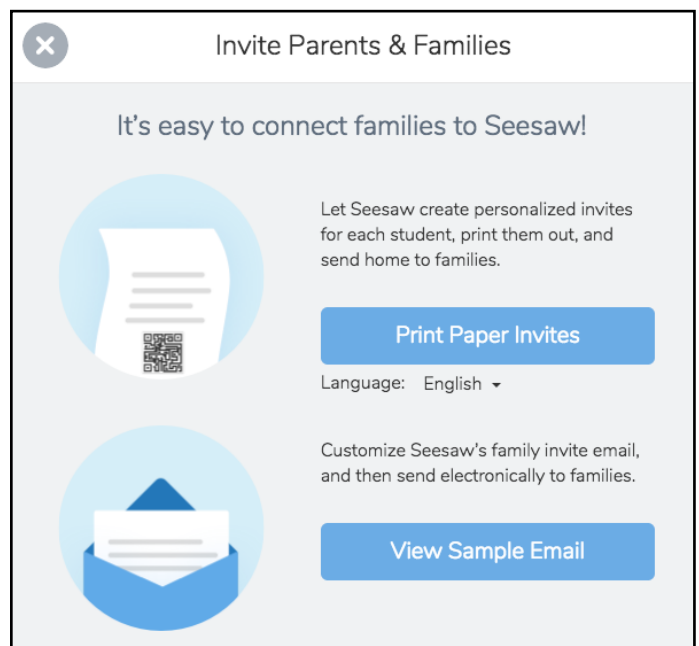 Invite Parents & Families
It's easy to connect families to Seesaw!
Let Seesaw create personalized invites
for each student, print them out, and
send home to families.
Print Paper Invites
Language: English
Customize Seesaw's family invite email,
and then send electronically to families.
View Sample Email